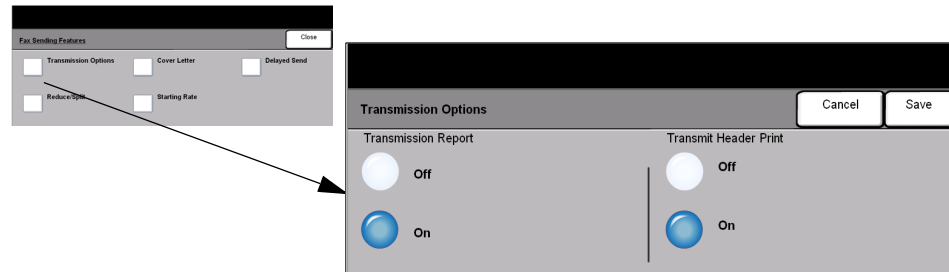 Fax Sending Features
Close
Transmission Options
Cover Letter
Delayed Send
Reduce/Split
Starting Rate
Transmission Options
Cancel
Save
Transmission Report
Transmit Header Print
Off
Off
On
On